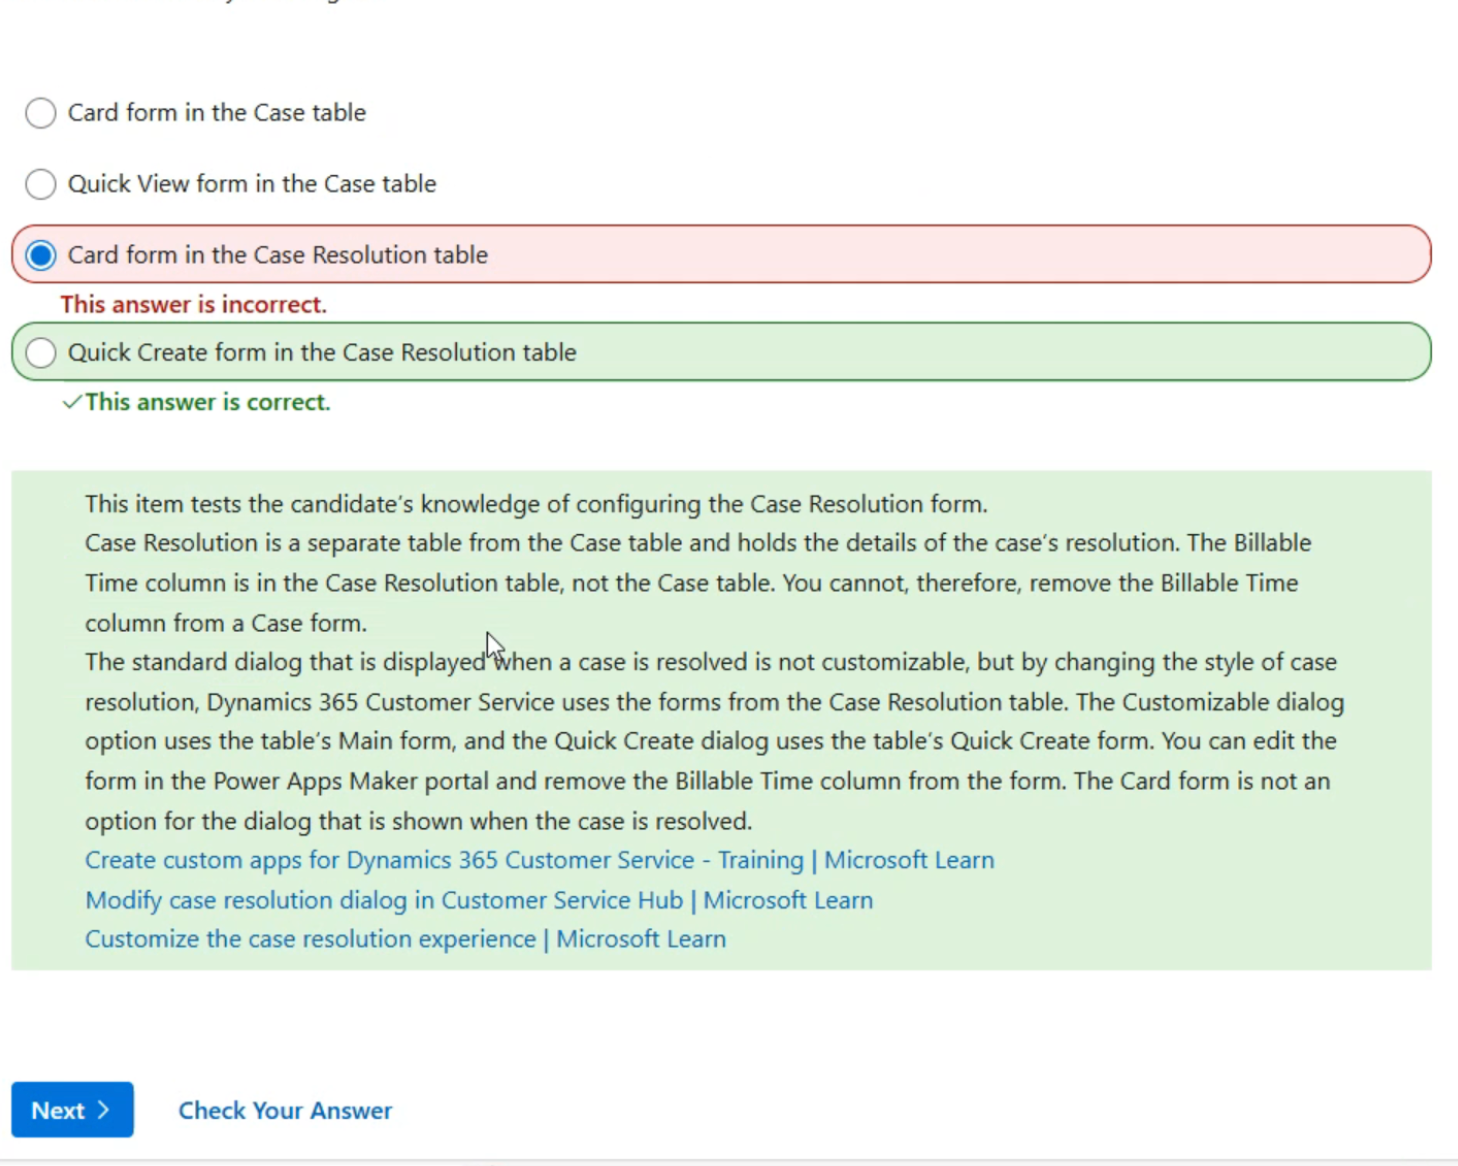 Card form in the Case table
Quick View form in the Case table
Card form in the Case Resolution table
This answer is incorrect.
Quick Create form in the Case Resolution table
✓This answer is correct.
This item tests the candidate's knowledge of configuring the Case Resolution form.
Case Resolution is a separate table from the Case table and holds the details of the case's resolution. The Billable
Time column is in the Case Resolution table, not the Case table. You cannot, therefore, remove the Billable Time
column from a Case form.
The standard dialog that is displayed when a case is resolved is not customizable, but by changing the style of case
resolution, Dynamics 365 Customer Service uses the forms from the Case Resolution table. The Customizable dialog
option uses the table's Main form, and the Quick Create dialog uses the table's Quick Create form. You can edit the
form in the Power Apps Maker portal and remove the Billable Time column from the form. The Card form is not an
option for the dialog that is shown when the case is resolved.
Create custom apps for Dynamics 365 Customer Service - Training | Microsoft Learn
Modify case resolution dialog in Customer Service Hub | Microsoft Learn
Customize the case resolution experience | Microsoft Learn
Next >
Check Your Answer